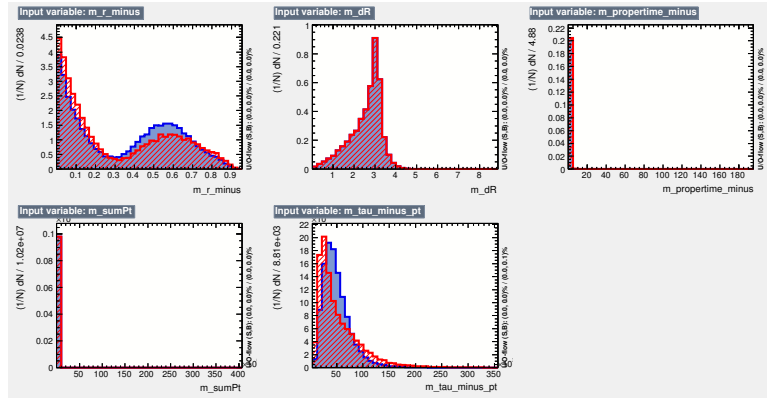 Input variable: m_r_minus
(1/N) dN / 0.0238
4.5
4
3.5
3
2.5
2
1.5
1
0.5
0
0.1 0.2 0.3 0.4 0.5 0.6 0.7 0.8 0.9
m_r_minus
U/O-flow (S,B): (0.0, 0.0)% / (0.0, 0.0)%
Input variable: m_dR
(1/N) dN / 0.221
1
0.8
0.6
0.4
0.2
0
1 2 3 4 5 6 7 8
m_dR
U/O-flow (S,B): (0.0, 0.0)% / (0.0, 0.0)%
Input variable: m_propertime_minus
(1/N) dN / 4.88
0.22
0.2
0.18
0.16
0.14
0.12
0.1
0.08
0.06
0.04
0.02
0
20 40 60 80 100 120 140 160 180
m_propertime_minus
U/O-flow (S,B): (0.0, 0.0)% / (0.0, 0.0)%
Input variable: m_sumPt
(1/N) dN / 1.02e+07
0.1
0.08
0.06
0.04
0.02
0
50 100 150 200 250 300 350 400
m_sumPt
O-flow (S,B): (0.0, 0.0)% / (0.0, 0.0)%
Input variable: m_tau_minus_pt
(1/N) dN / 8.81e+03
22
20
18
16
14
12
10
8
6
4
2
0
50 100 150 200 250 300 350
m_tau_minus_pt
O-flow (S,B): (0.0, 0.0)% / (0.0, 0.1)%